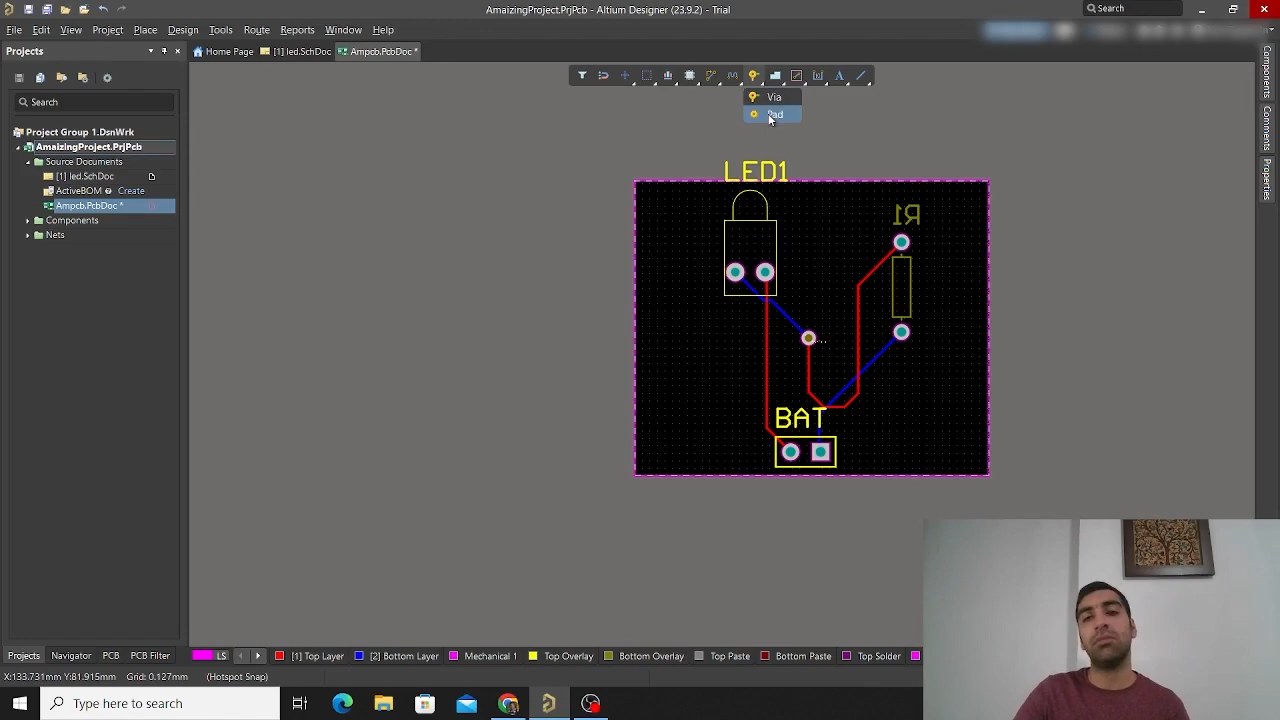 AmaizingProject.PrjPcb - Altium Designer (23.9.2) - Trial
Search
File Edit View Project Place Design Tools Route Reports Window Help
Projects
Home Page [1] led.SchDoc Ampcb.PcbDoc *
Components
Comments
Properties
Search
Via
Pad
Project Group 1.DsnWrk
AmaizingProject.PrjPcb
Source Documents
[1] led.SchDoc
ActiveBOM Create
Ampcb.PcbDoc *
Components
Nets
LED1
R1
BAT
Projects Navigator PCB PCB Filter
LS [1] Top Layer [2] Bottom Layer Mechanical 1 Top Overlay Bottom Overlay Top Paste Bottom Paste Top Solder
X:133.731mm Y:81.915mm Grid: 0.127mm (Hotspot Snap)
Type here to search